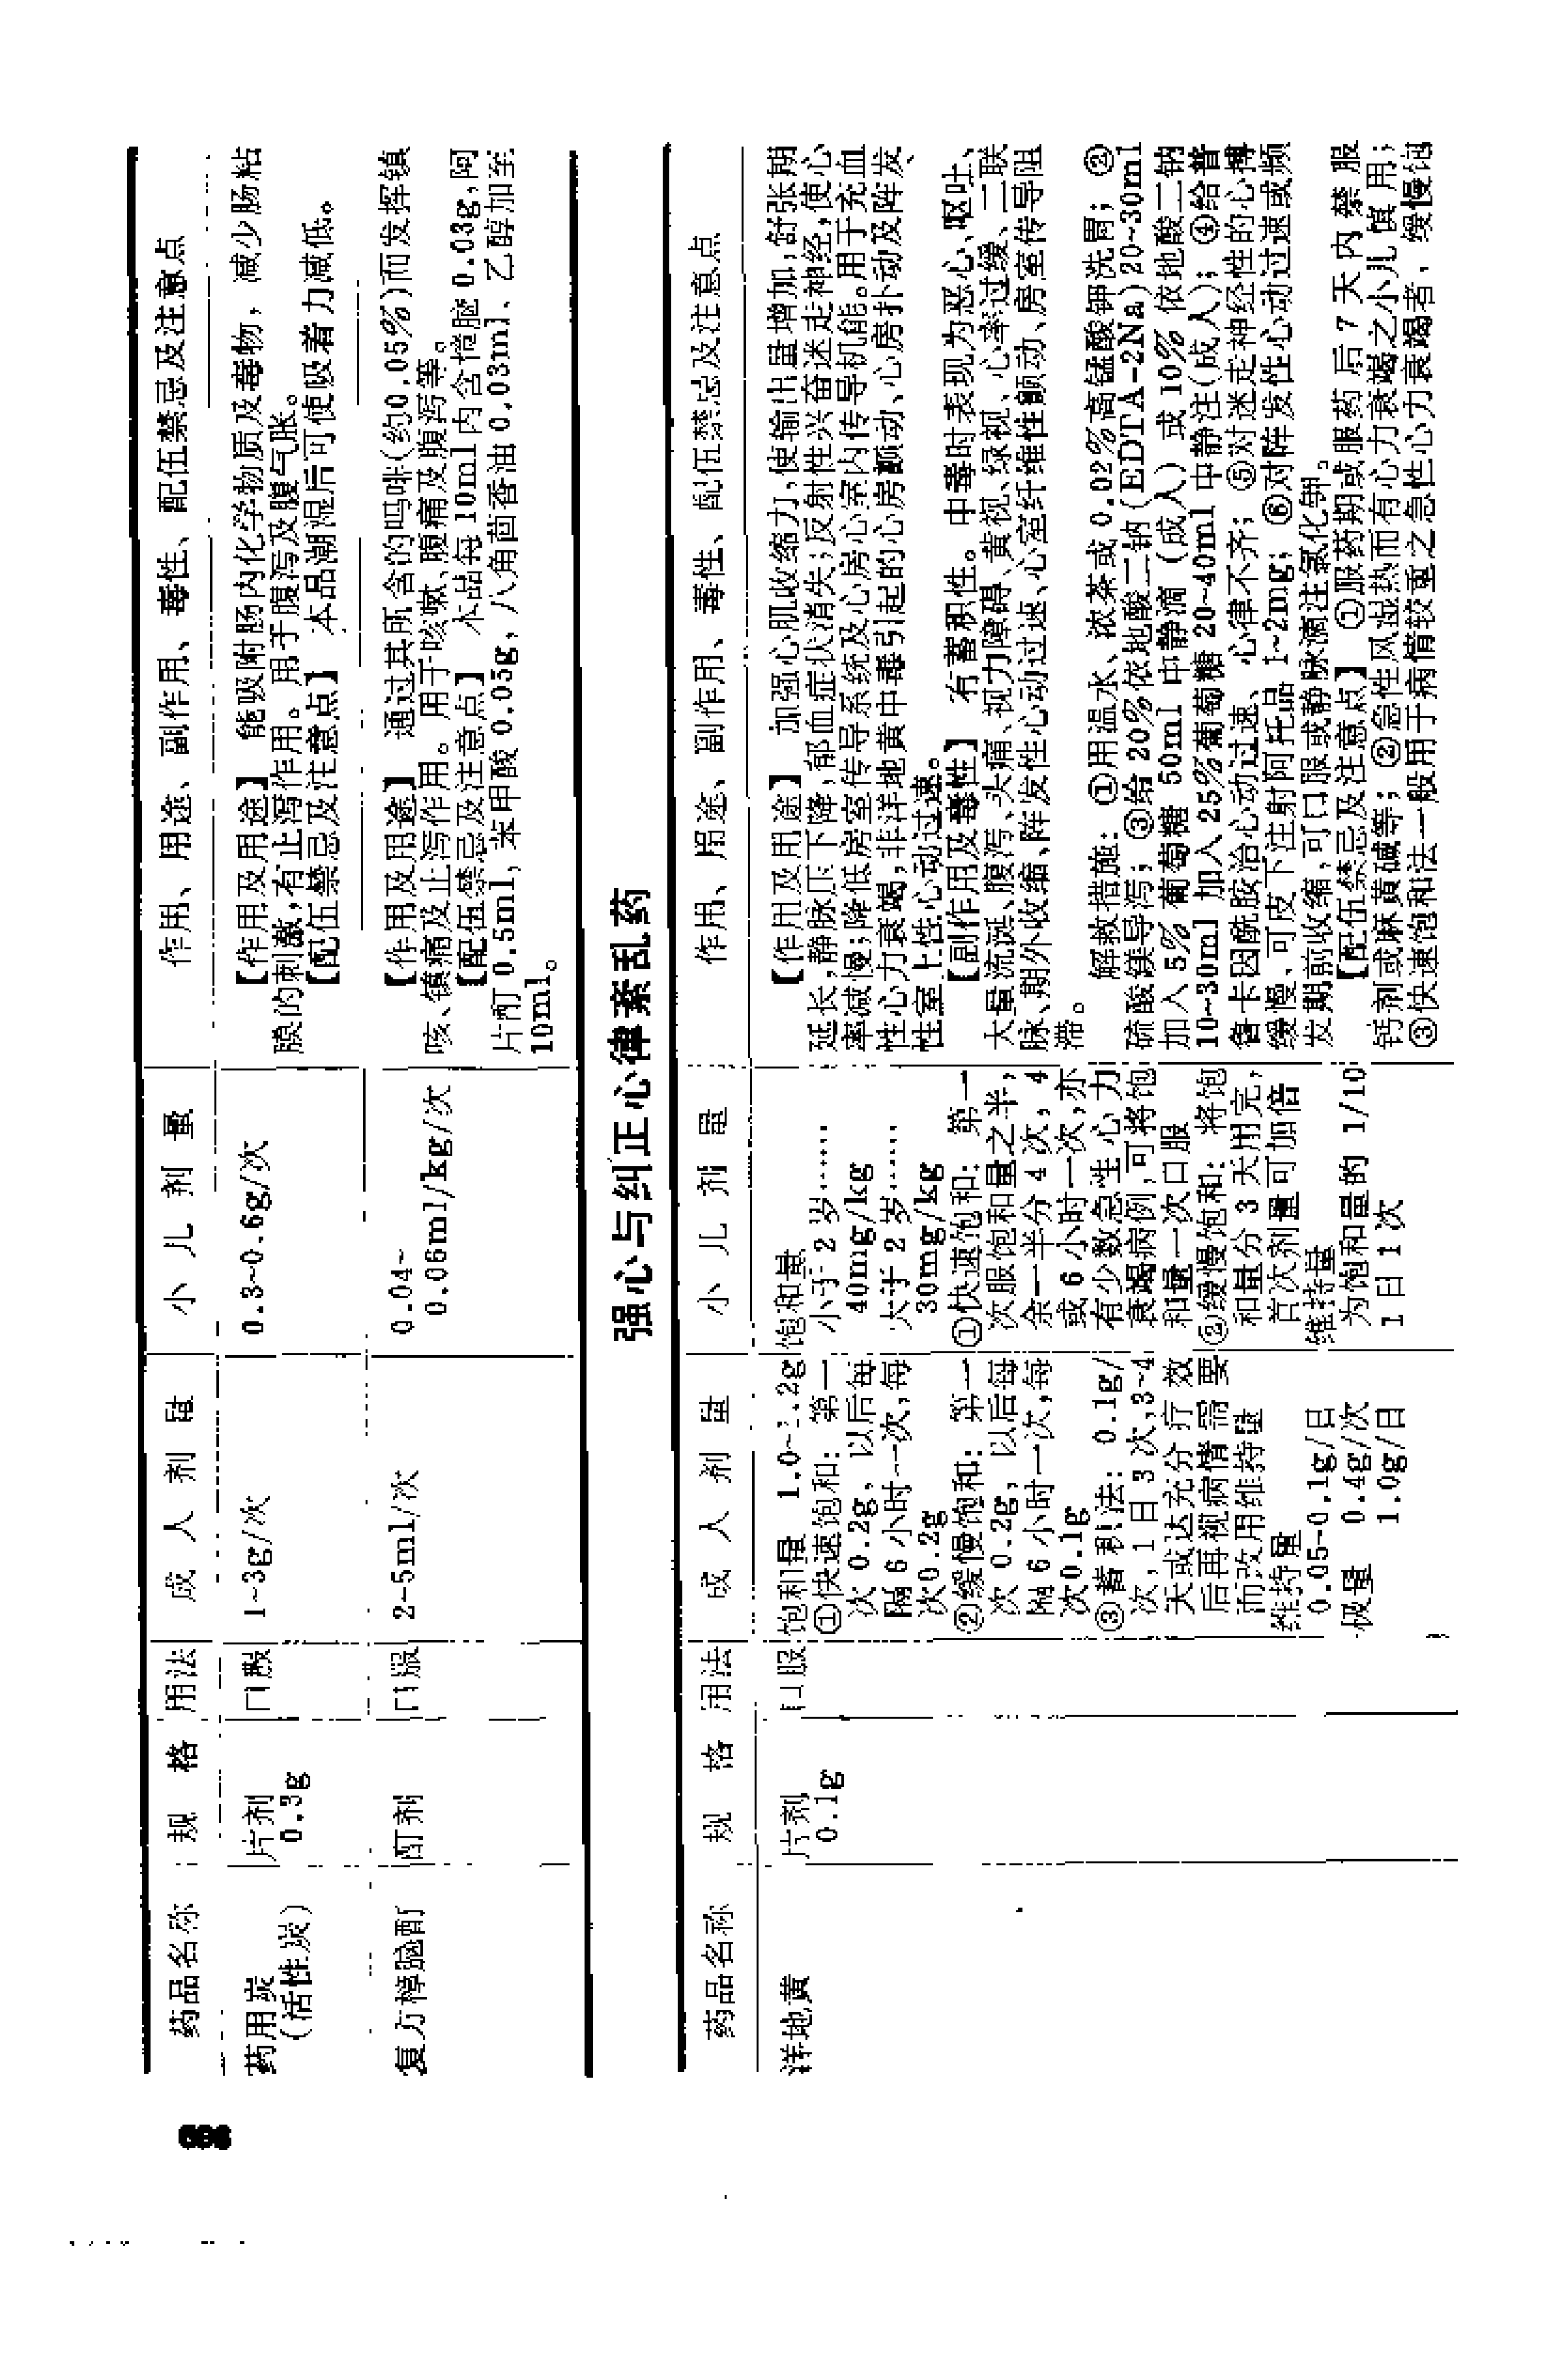 药品名称 规格 用法 成人剂量 小儿剂量 作用、用途、副作用、毒性、配伍禁忌及注意点
药用炭
(活性炭)
片剂
0.3g
口服
1~3g/次
0.3~0.6g/次
【作用及用途】 能吸附肠内化学物质及毒物，减少肠粘
膜的刺激,有止泻作用。用于腹泻及腹气胀。
【配伍禁忌及注意点】 本品潮湿后可使吸着力减低。
复方樟脑酊
酊剂
口服
2~5ml/次
0.04~
0.06ml/kg/次
【作用及用途】 通过其所含的吗啡(约0.05%)而发挥镇
咳、镇痛及止泻作用。用于咳嗽、腹痛及腹泻等。
【配伍禁忌及注意点】 本品每10ml内含樟脑0.03g,阿
片酊0.5ml,苯甲酸0.05g,八角茴香油0.03ml、乙醇加至
10ml。
强心与纠正心律紊乱药
药品名称 规格 用法 成人剂量 小儿剂量 作用、用途、副作用、毒性、配伍禁忌及注意点
洋地黄
片剂
0.1g
口服
饱和量 1.0~1.2g
①快速饱和：第一
次0.2g，以后每
隔6小时一次,每
次0.2g
②缓慢饱和：第一
次0.2g，以后每
隔6小时一次,每
次0.1g
③蓄积法：0.1g/
次,1日3次,3~4
天或达充分疗效
后再视病情需要
而改用维持量
维持量
0.05~0.1g/日
极量 0.4g/次
1.0g/日
饱和量
小于2岁……
40mg/kg
大于2岁……
30mg/kg
①快速饱和：第一
次服饱和量之半,
余一半分4次,4
或6小时一次,亦
有少数急性心力
衰竭病例,可将饱
和量一次口服
②缓慢饱和：将饱
和量分3天用完,
首次剂量可加倍
维持量
为饱和量的1/10
1日1次
【作用及用途】 加强心肌收缩力,使输出量增加,舒张期
延长,静脉压下降,郁血症状消失;反射性兴奋迷走神经,使心
率减慢;降低房室传导系统及心房心室内传导机能。用于充血
性心力衰竭,非洋地黄中毒引起的心房颤动、心房扑动及阵发
性室上性心动过速。
【副作用及毒性】 有蓄积性。中毒时表现为恶心、呕吐、
大量流涎、腹泻、头痛、视力障碍、黄视、绿视、心率过缓、二联
脉、期外收缩、阵发性心动过速、心室纤维性颤动、房室传导阻
滞。
解救措施：①用温水、浓茶或0.02%高锰酸钾洗胃；②
硫酸镁导泻；③给20%依地酸二钠(EDTA-2Na)20~30ml
加入5%葡萄糖50ml中静滴(成人)或10%依地酸二钠
10~30ml加入25%葡萄糖20~40ml中静注(成人)；④给普
鲁卡因酰胺治心动过速、心律不齐；⑤对迷走神经性的心搏
缓慢,可皮下注射阿托品1~2mg；⑥对阵发性心动过速或频
发期前收缩,可口服或静脉滴注氯化钾。
【配伍禁忌及注意点】 ①服药期或服药后7天内禁服
钙剂或麻黄碱等；②急性风湿热而有心力衰竭之小儿慎用；
③快速饱和法一般用于病情较重之急性心力衰竭者，缓慢饱